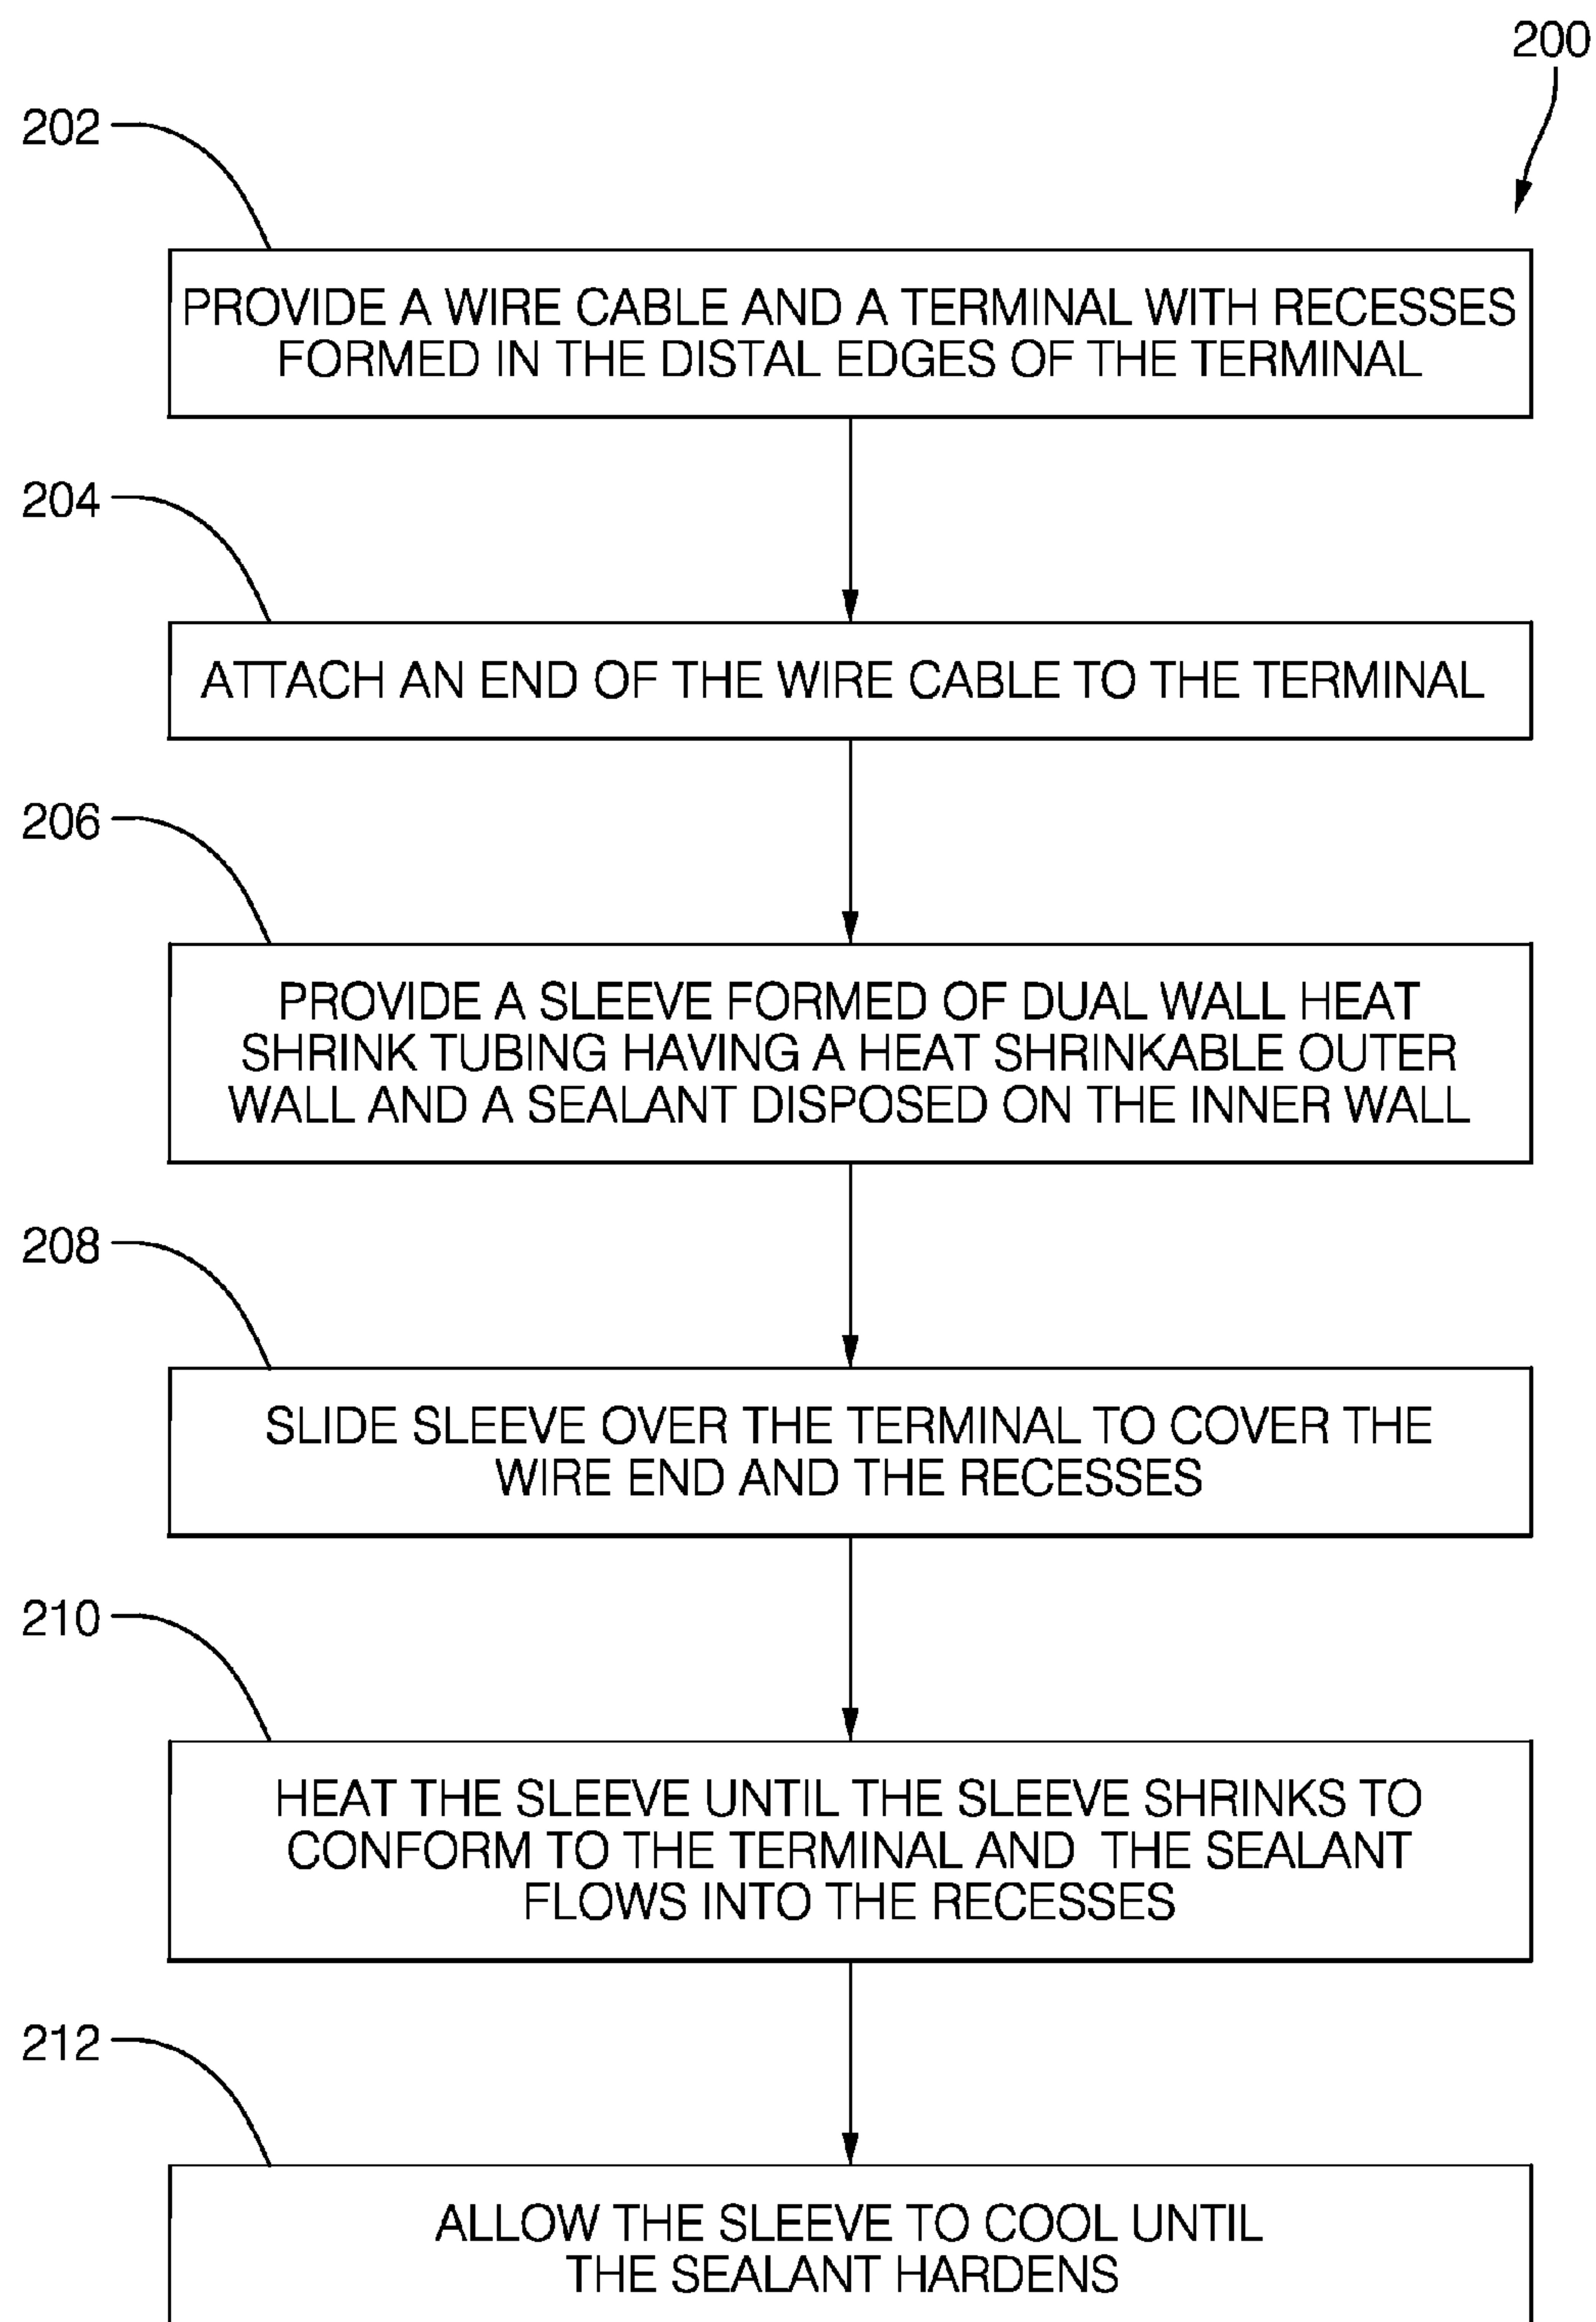 200
202
PROVIDE A WIRE CABLE AND A TERMINAL WITH RECESSES
FORMED IN THE DISTAL EDGES OF THE TERMINAL
204
ATTACH AN END OF THE WIRE CABLE TO THE TERMINAL
206
PROVIDE A SLEEVE FORMED OF DUAL WALL HEAT
SHRINK TUBING HAVING A HEAT SHRINKABLE OUTER
WALL AND A SEALANT DISPOSED ON THE INNER WALL
208
SLIDE SLEEVE OVER THE TERMINAL TO COVER THE
WIRE END AND THE RECESSES
210
HEAT THE SLEEVE UNTIL THE SLEEVE SHRINKS TO
CONFORM TO THE TERMINAL AND THE SEALANT
FLOWS INTO THE RECESSES
212
ALLOW THE SLEEVE TO COOL UNTIL
THE SEALANT HARDENS